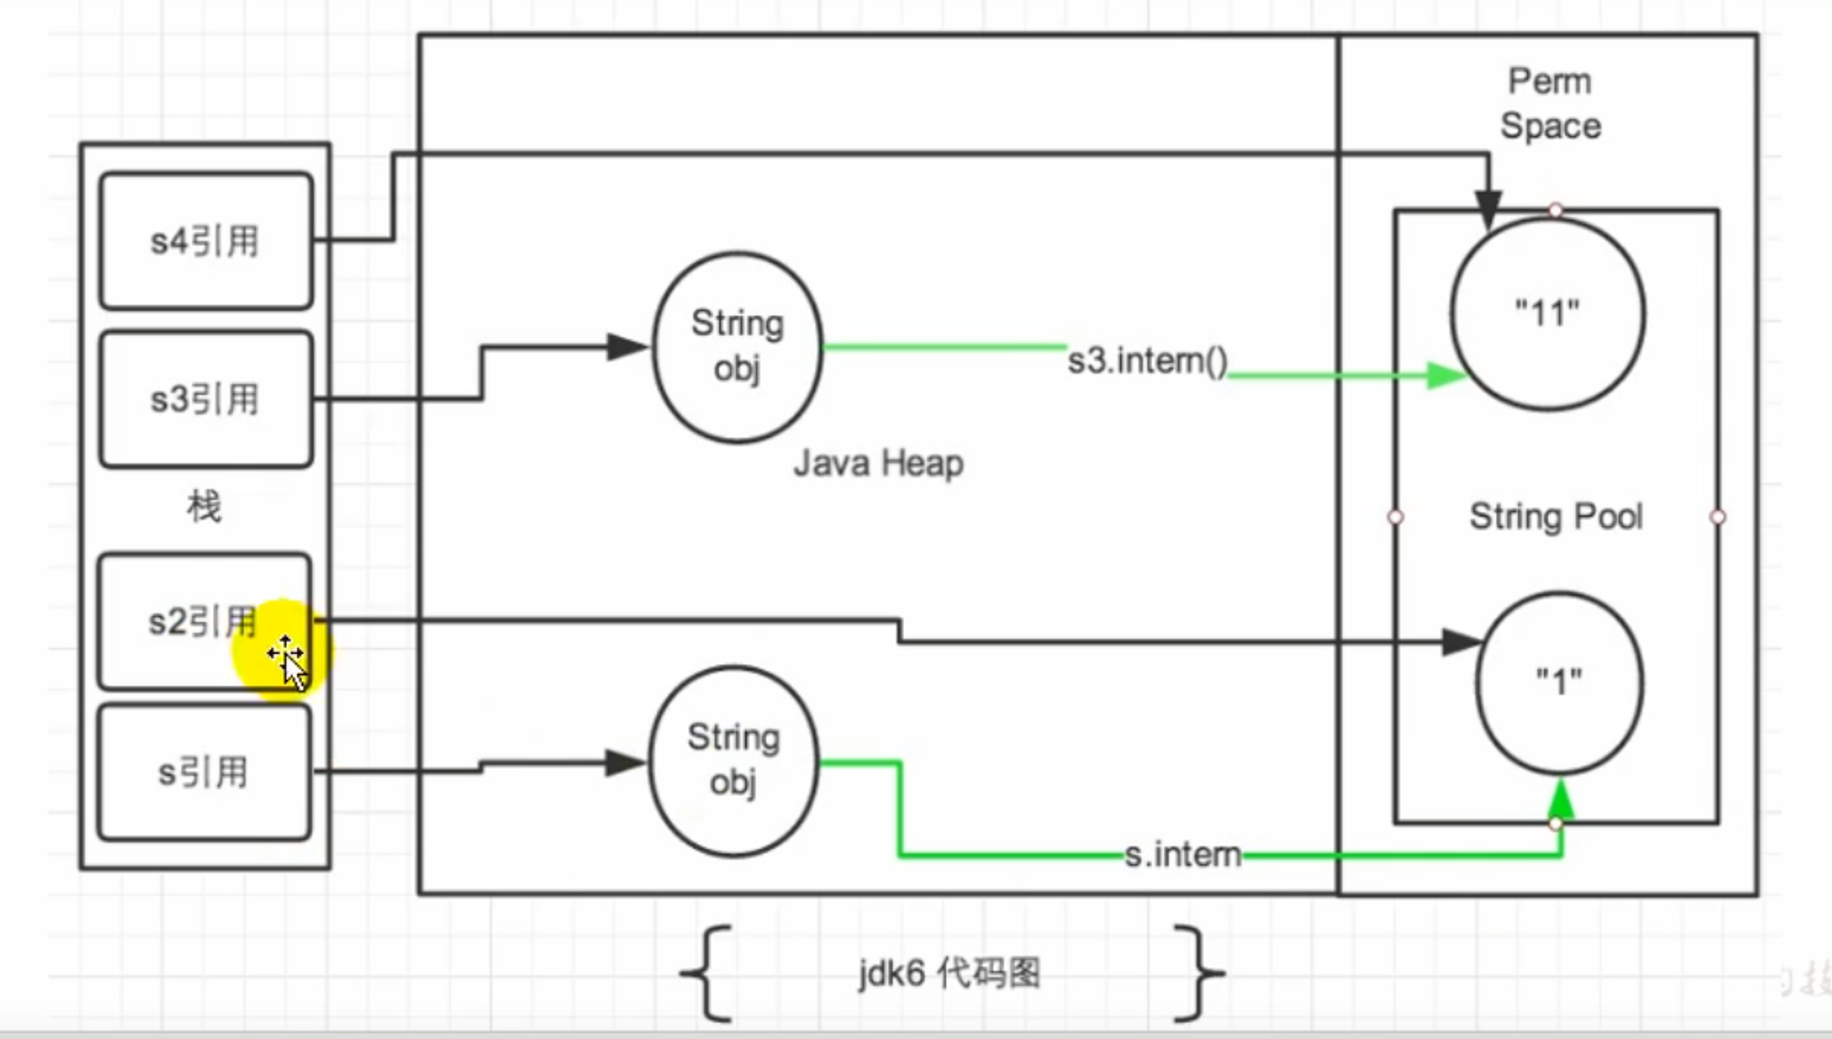 Perm
Space
s4引用
"11"
String
obj
s3.intern()
s3引用
Java Heap
栈
String Pool
s2引用
"1"
String
obj
s引用
s.intern
jdk6 代码图